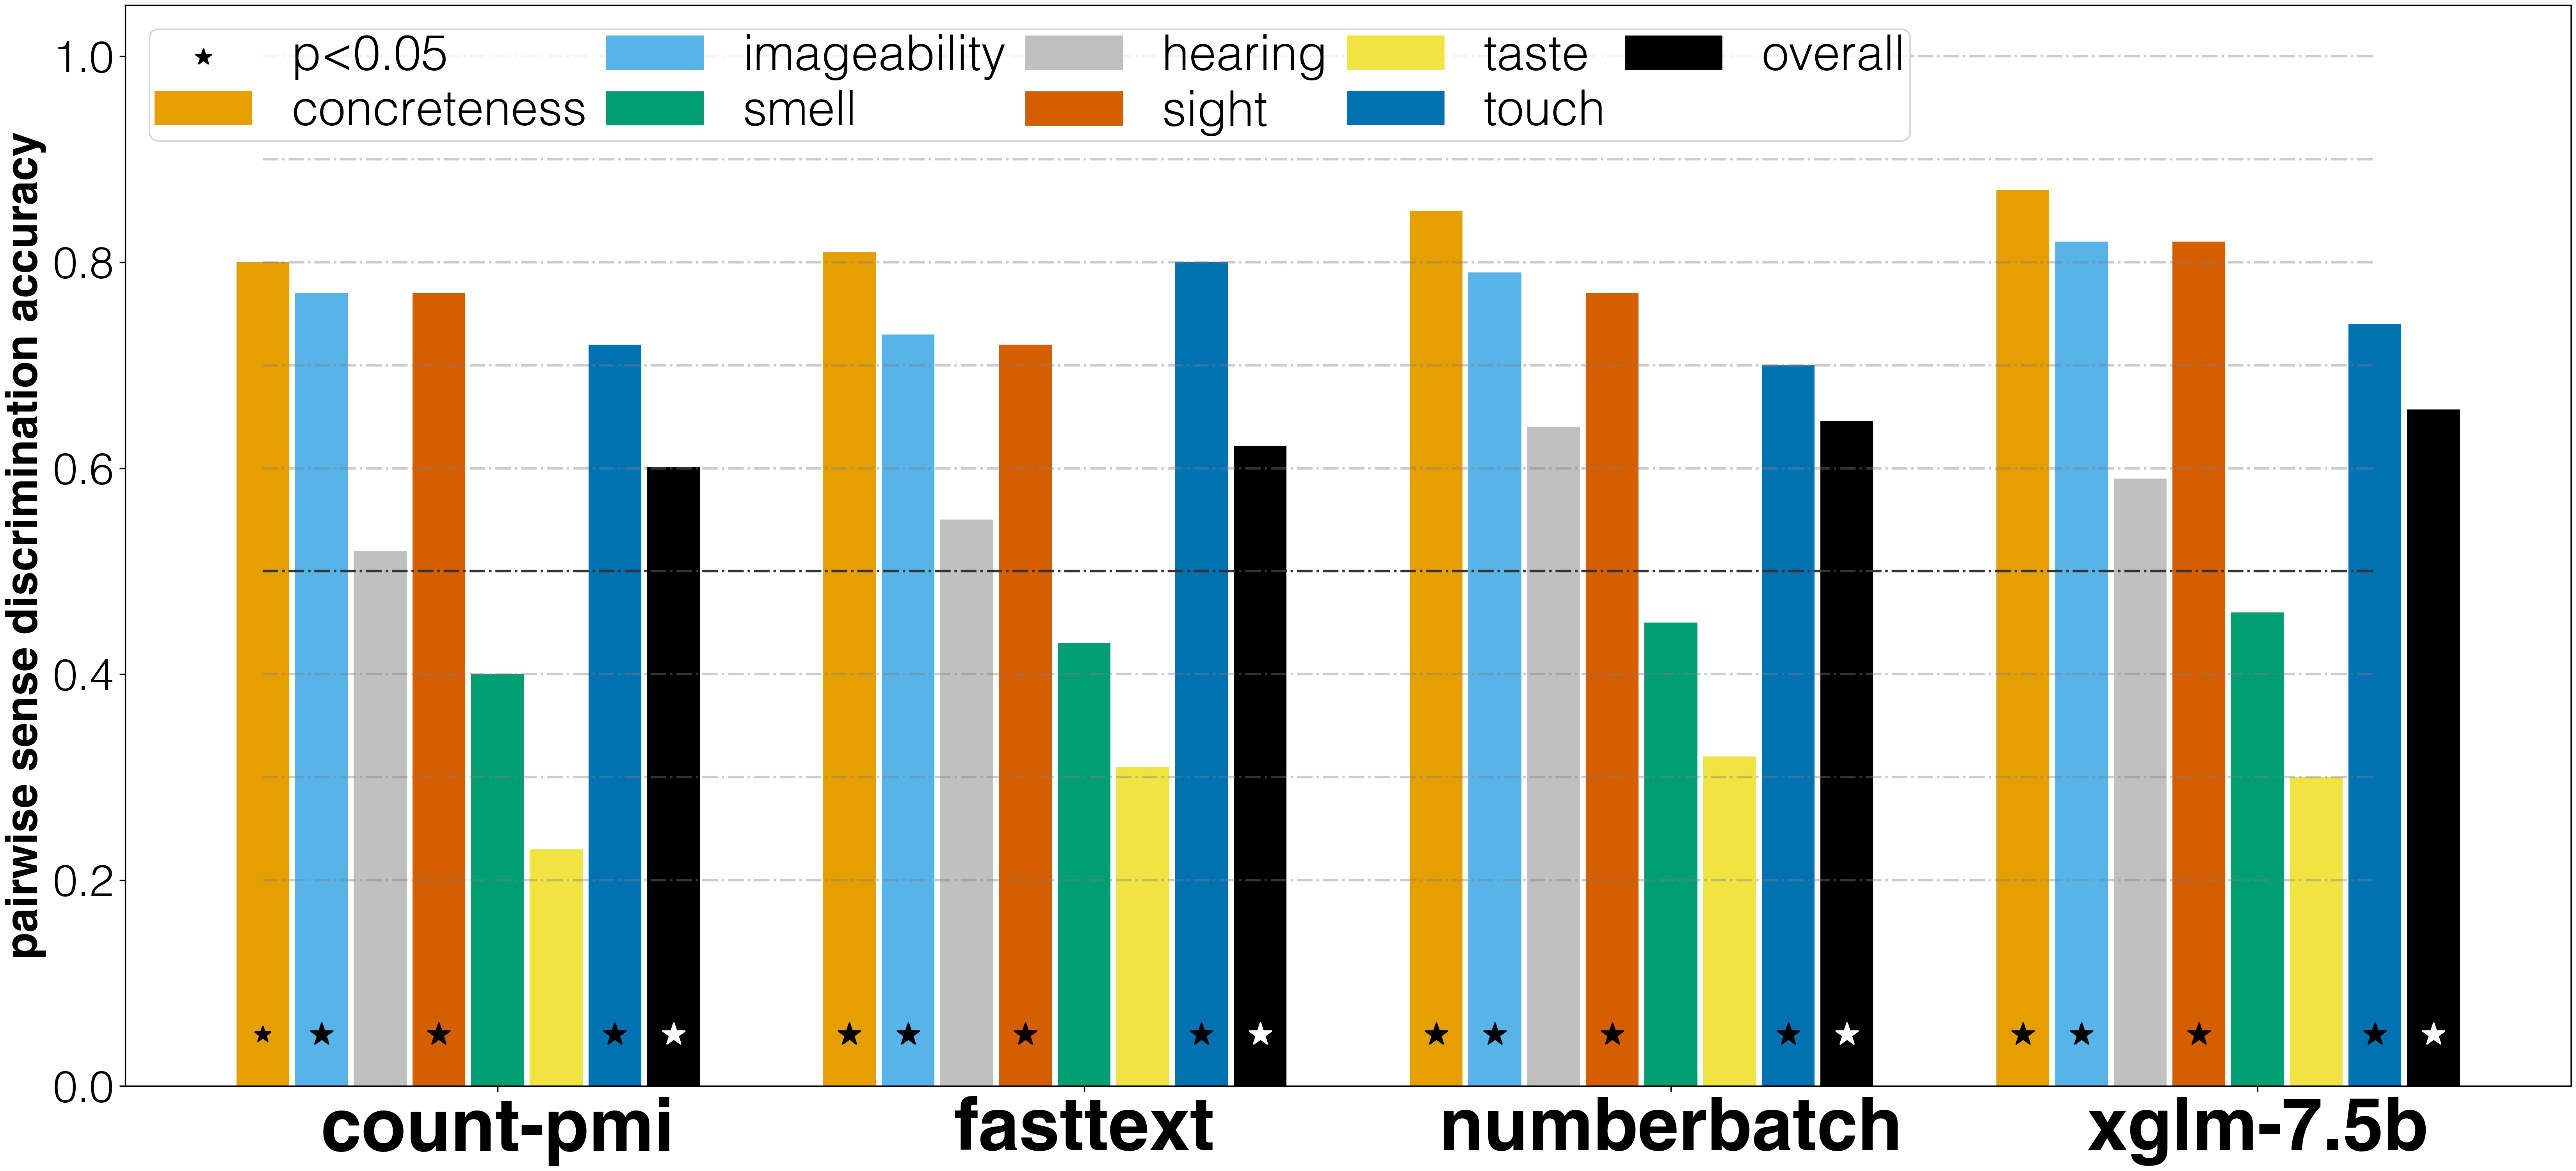 pairwise sense discrimination accuracy
1.0
0.8
0.6
0.4
0.2
0.0
p<0.05
concreteness
imageability
smell
hearing
sight
taste
touch
overall
count-pmi
fasttext
numberbatch
xglm-7.5b